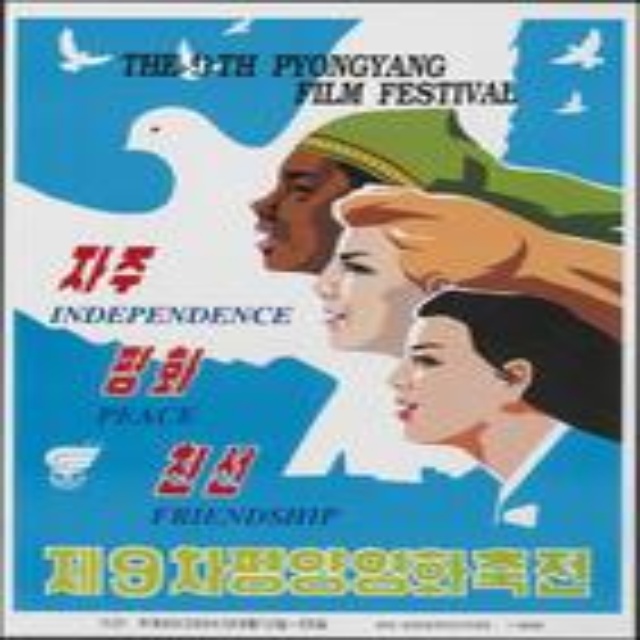 THE 9TH PYONGYANG
FILM FESTIVAL
자주
INDEPENDENCE
평화
PEACE
친선
FRIENDSHIP
제9차평양영화축전